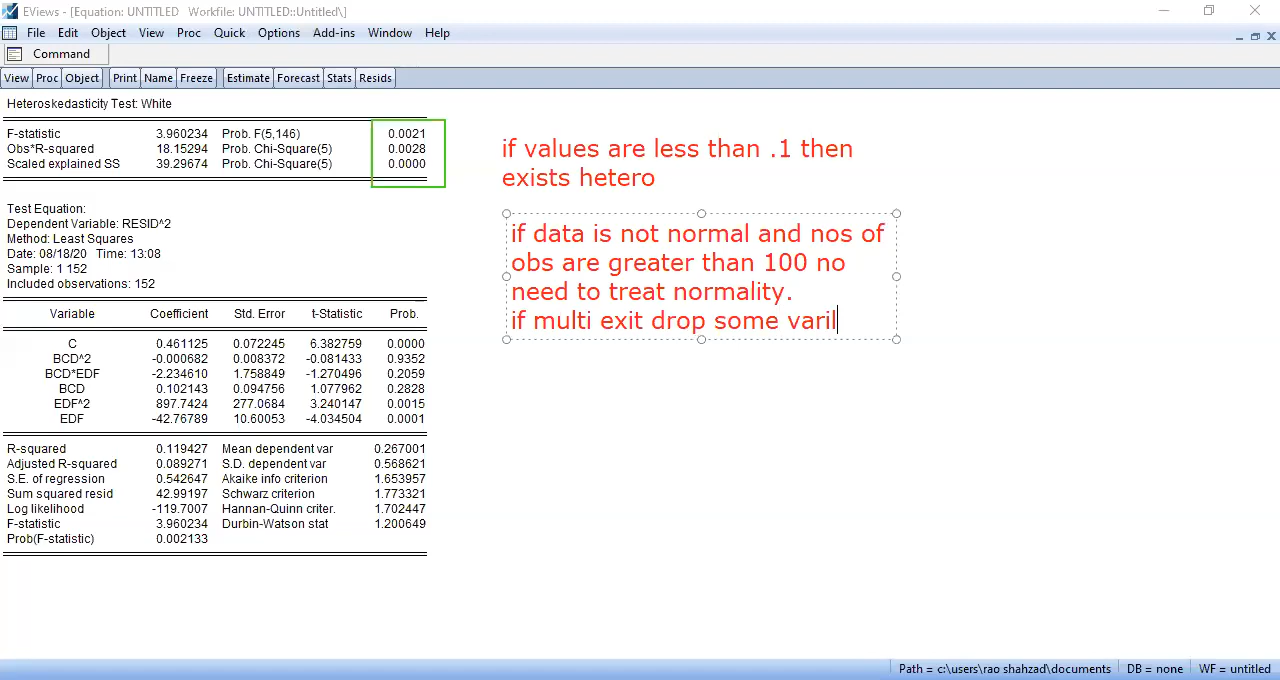 EViews - [Equation: UNTITLED   Workfile: UNTITLED::Untitled\]
File Edit Object View Proc Quick Options Add-ins Window Help
Command
View Proc Object Print Name Freeze Estimate Forecast Stats Resids
Heteroskedasticity Test: White
F-statistic 3.960234 Prob. F(5,146) 0.0021
Obs*R-squared 18.15294 Prob. Chi-Square(5) 0.0028
Scaled explained SS 39.29674 Prob. Chi-Square(5) 0.0000
if values are less than .1 then
exists hetero
Test Equation:
Dependent Variable: RESID^2
Method: Least Squares
Date: 08/18/20   Time: 13:08
Sample: 1 152
Included observations: 152
if data is not normal and nos of
obs are greater than 100 no
need to treat normality.
if multi exit drop some varil
Variable Coefficient Std. Error t-Statistic Prob.
C 0.461125 0.072245 6.382759 0.0000
BCD^2 -0.000682 0.008372 -0.081433 0.9352
BCD*EDF -2.234610 1.758849 -1.270496 0.2059
BCD 0.102143 0.094756 1.077962 0.2828
EDF^2 897.7424 277.0684 3.240147 0.0015
EDF -42.76789 10.60053 -4.034504 0.0001
R-squared 0.119427 Mean dependent var 0.267001
Adjusted R-squared 0.089271 S.D. dependent var 0.568621
S.E. of regression 0.542647 Akaike info criterion 1.653957
Sum squared resid 42.99197 Schwarz criterion 1.773321
Log likelihood -119.7007 Hannan-Quinn criter. 1.702447
F-statistic 3.960234 Durbin-Watson stat 1.200649
Prob(F-statistic) 0.002133
Path = c:\users\rao shahzad\documents DB = none WF = untitled